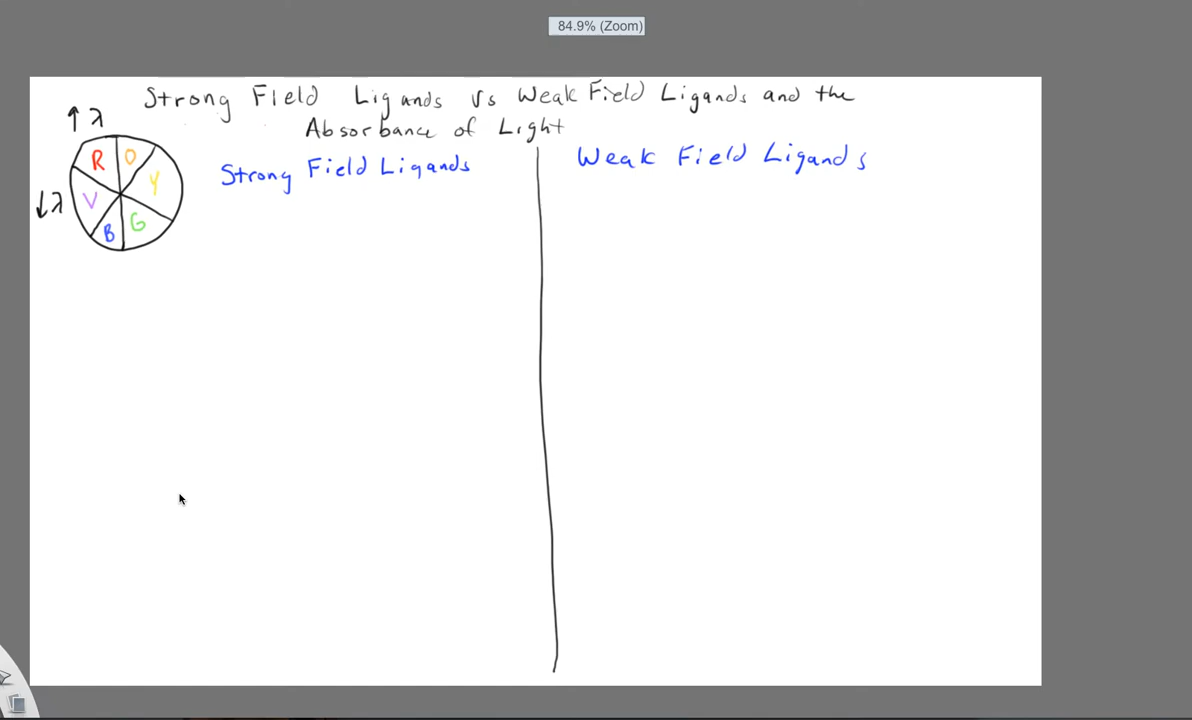 84.9% (Zoom)
Strong Field Ligands Vs Weak Field Ligands and the
Absorbance of Light
↑ λ
R O
Y
↓λ V
B G
Strong Field Ligands
Weak Field Ligands